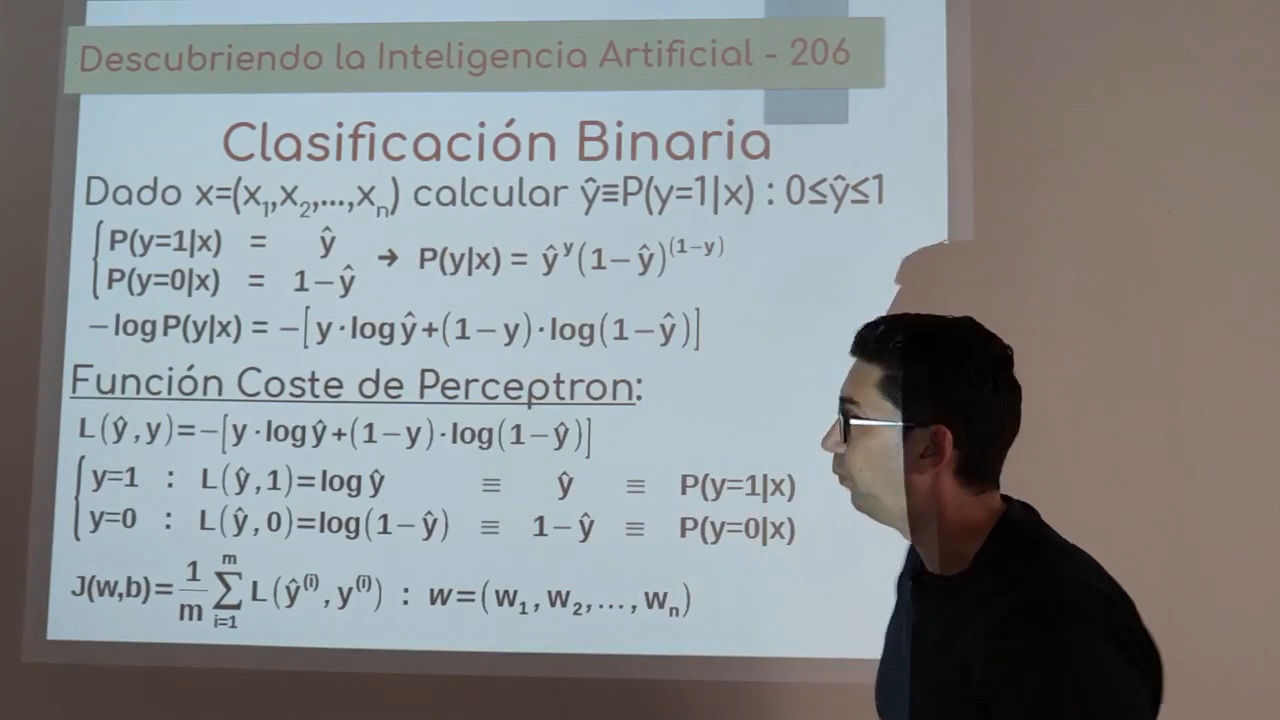 Descubriendo la Inteligencia Artificial - 206
Clasificación Binaria
Dado x=(x₁,x₂,...,xₙ) calcular ŷ≡P(y=1|x) : 0≤ŷ≤1
P(y=1|x) = ŷ
P(y=0|x) = 1−ŷ → P(y|x) = ŷ^y(1−ŷ)^(1−y)
−log P(y|x) = −[y·log ŷ+(1−y)·log(1−ŷ)]
Función Coste de Perceptron:
L(ŷ,y)=−[y·log ŷ+(1−y)·log(1−ŷ)]
y=1 : L(ŷ,1)=log ŷ ≡ ŷ ≡ P(y=1|x)
y=0 : L(ŷ,0)=log(1−ŷ) ≡ 1−ŷ ≡ P(y=0|x)
J(w,b)=1/m ∑_{i=1}^{m} L(ŷ⁽ⁱ⁾,y⁽ⁱ⁾) : w=(w₁,w₂,...,wₙ)